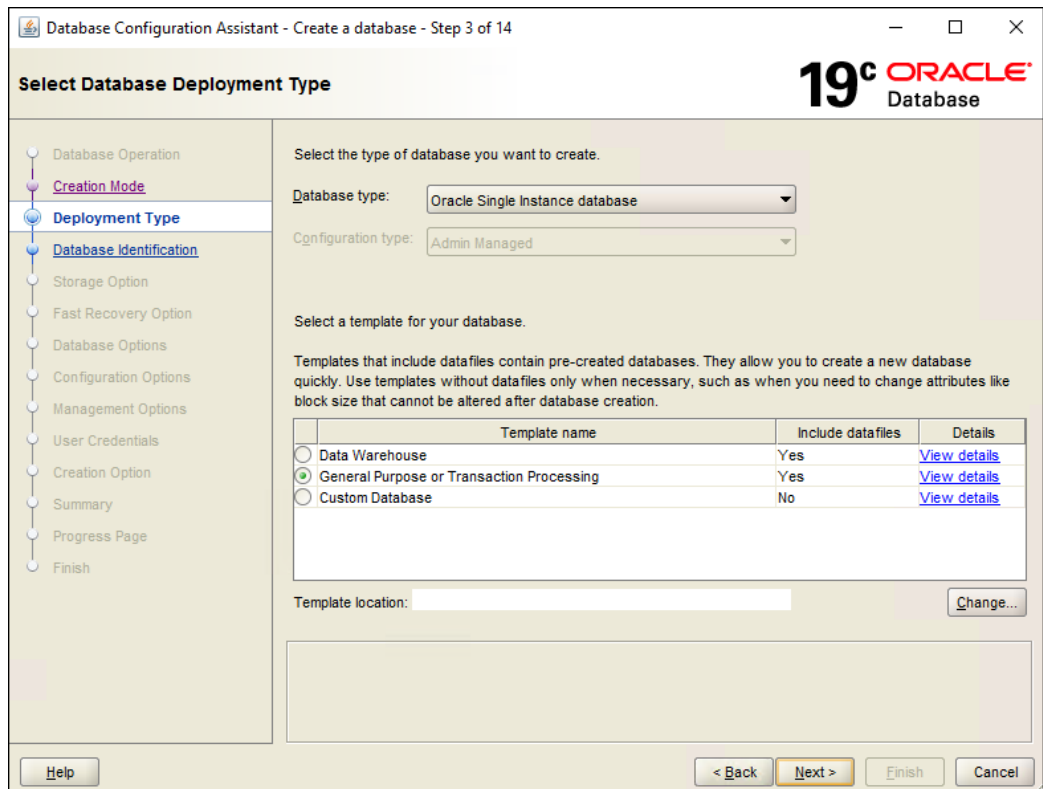 Database Configuration Assistant - Create a database - Step 3 of 14
Select Database Deployment Type
19c ORACLE
Database
Database Operation
Creation Mode
Deployment Type
Database Identification
Storage Option
Fast Recovery Option
Database Options
Configuration Options
Management Options
User Credentials
Creation Option
Summary
Progress Page
Finish
Select the type of database you want to create.
Database type: Oracle Single Instance database
Configuration type: Admin Managed
Select a template for your database.
Templates that include datafiles contain pre-created databases. They allow you to create a new database
quickly. Use templates without datafiles only when necessary, such as when you need to change attributes like
block size that cannot be altered after database creation.
Template name Include datafiles Details
Data Warehouse Yes View details
General Purpose or Transaction Processing Yes View details
Custom Database No View details
Template location: Change...
Help < Back Next > Finish Cancel